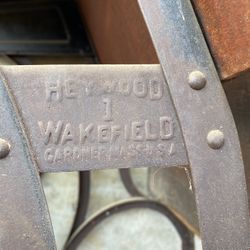 HEYWOOD
1
WAKEFIELD
GARDNER MASS USA